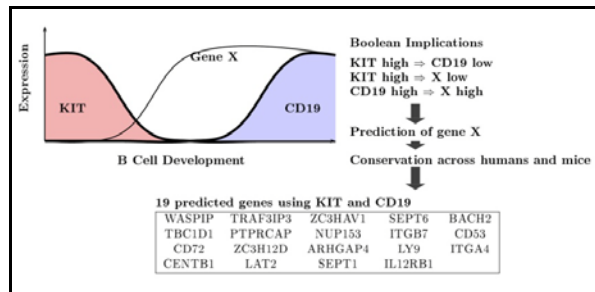 Expression
Gene X
KIT
CD19
B Cell Development
Boolean Implications
KIT high ⇒ CD19 low
KIT high ⇒ X low
CD19 high ⇒ X high
Prediction of gene X
Conservation across humans and mice
19 predicted genes using KIT and CD19
WASPIP TRAF3IP3 ZC3HAV1 SEPT6 BACH2
TBC1D1 PTPRCAP NUP153 ITGB7 CD53
CD72 ZC3H12D ARHGAP4 LY9 ITGA4
CENTB1 LAT2 SEPT1 IL12RB1